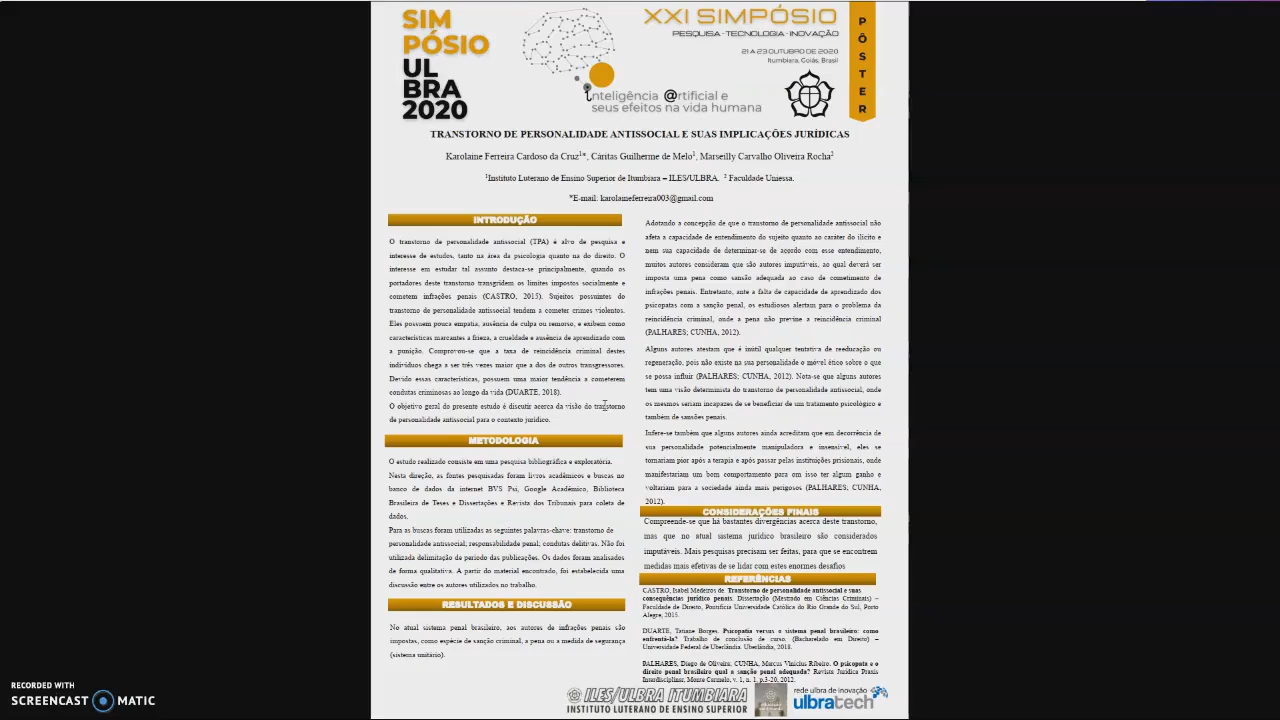 SIM
PÓSIO
UL
BRA
2020
XXI SIMPÓSIO
PESQUISA - TECNOLOGIA - INOVAÇÃO
21 A 23 OUTUBRO DE 2020
Itumbiara, Goiás, Brasil
inteligência @rtificial e
seus efeitos na vida humana
PÔSTER
TRANSTORNO DE PERSONALIDADE ANTISSOCIAL E SUAS IMPLICAÇÕES JURÍDICAS
Karolaine Ferreira Cardoso da Cruz¹*, Cáritas Guilherme de Melo¹, Marseilly Carvalho Oliveira Rocha²
¹Instituto Luterano de Ensino Superior de Itumbiara – ILES/ULBRA. ² Faculdade Uniessa.
*E-mail: karolaineferreira003@gmail.com
INTRODUÇÃO
O transtorno de personalidade antissocial (TPA) é alvo de pesquisa e
interesse de estudos, tanto na área da psicologia quanto na do direito. O
interesse em estudar tal assunto destaca-se principalmente, quando os
portadores deste transtorno transgridem os limites impostos socialmente e
cometem infrações penais (CASTRO, 2015). Sujeitos possuintes do
transtorno de personalidade antissocial tendem a cometer crimes violentos.
Eles possuem pouca empatia, ausência de culpa ou remorso, e exibem como
características marcantes a frieza, a crueldade e ausência de aprendizado com
a punição. Comprovou-se que a taxa de reincidência criminal destes
indivíduos chega a ser três vezes maior que a dos de outros transgressores.
Devido essas características, possuem uma maior tendência a cometerem
condutas criminosas ao longo da vida (DUARTE, 2018).
O objetivo geral do presente estudo é discutir acerca da visão do transtorno
de personalidade antissocial para o contexto jurídico.
METODOLOGIA
O estudo realizado consiste em uma pesquisa bibliográfica e exploratória.
Nesta direção, as fontes pesquisadas foram livros acadêmicos e buscas no
banco de dados da internet BVS Psi, Google Acadêmico, Biblioteca
Brasileira de Teses e Dissertações e Revista dos Tribunais para coleta de
dados.
Para as buscas foram utilizadas as seguintes palavras-chave: transtorno de
personalidade antissocial; responsabilidade penal; condutas delitivas. Não foi
utilizada delimitação de período das publicações. Os dados foram analisados
de forma qualitativa. A partir do material encontrado, foi estabelecida uma
discussão entre os autores utilizados no trabalho.
RESULTADOS E DISCUSSÃO
No atual sistema penal brasileiro, aos autores de infrações penais são
impostas, como espécie de sanção criminal, a pena ou a medida de segurança
(sistema unitário).
Adotando a concepção de que o transtorno de personalidade antissocial não
afeta a capacidade de entendimento do sujeito quanto ao caráter do ilícito e
nem sua capacidade de determinar-se de acordo com esse entendimento,
muitos autores consideram que são autores imputáveis, ao qual deverá ser
imposta uma pena como sansão adequada ao caso de cometimento de
infrações penais. Entretanto, ante a falta de capacidade de aprendizado dos
psicopatas com a sanção penal, os estudiosos alertam para o problema da
reincidência criminal, onde a pena não previne a reincidência criminal
(PALHARES; CUNHA, 2012).
Alguns autores atestam que é inútil qualquer tentativa de reeducação ou
regeneração, pois não existe na sua personalidade o móvel ético sobre o que
se possa influir (PALHARES; CUNHA, 2012). Nota-se que alguns autores
tem uma visão determinista do transtorno de personalidade antissocial, onde
os mesmos seriam incapazes de se beneficiar de um tratamento psicológico e
também de sansões penais.
Infere-se também que alguns autores ainda acreditam que em decorrência de
sua personalidade potencialmente manipuladora e insensível, eles se
tornariam pior após a terapia e após passar pelas instituições prisionais, onde
manifestariam um bom comportamento para om isso ter algum ganho e
voltariam para a sociedade ainda mais perigosos (PALHARES; CUNHA,
2012).
CONSIDERAÇÕES FINAIS
Compreende-se que há bastantes divergências acerca deste transtorno,
mas que no atual sistema jurídico brasileiro são considerados
imputáveis. Mais pesquisas precisam ser feitas, para que se encontrem
medidas mais efetivas de se lidar com estes enormes desafios
REFERÊNCIAS
CASTRO, Isabel Medeiros de. Transtorno de personalidade antissocial e suas
consequências jurídico penais. Dissertação (Mestrado em Ciências Criminais) –
Faculdade de Direito, Pontifícia Universidade Católica do Rio Grande do Sul, Porto
Alegre, 2015.
DUARTE, Tatiane Borges. Psicopatia versus o sistema penal brasileiro: como
enfrentá-la? Trabalho de conclusão de curso. (Bacharelado em Direito) –
Universidade Federal de Uberlândia. Uberlândia, 2018.
PALHARES, Diego de Oliveira; CUNHA, Marcus Vinicius Ribeiro. O psicopata e o
direito penal brasileiro qual a sanção penal adequada? Revista Jurídica Praxis
Interdisciplinar, Monte Carmelo, v. 1, n. 1, p.3-20, 2012.
ILES/ULBRA ITUMBIARA
INSTITUTO LUTERANO DE ENSINO SUPERIOR
rede ulbra de inovação
ulbratech
RECORDED WITH
SCREENCAST MATIC